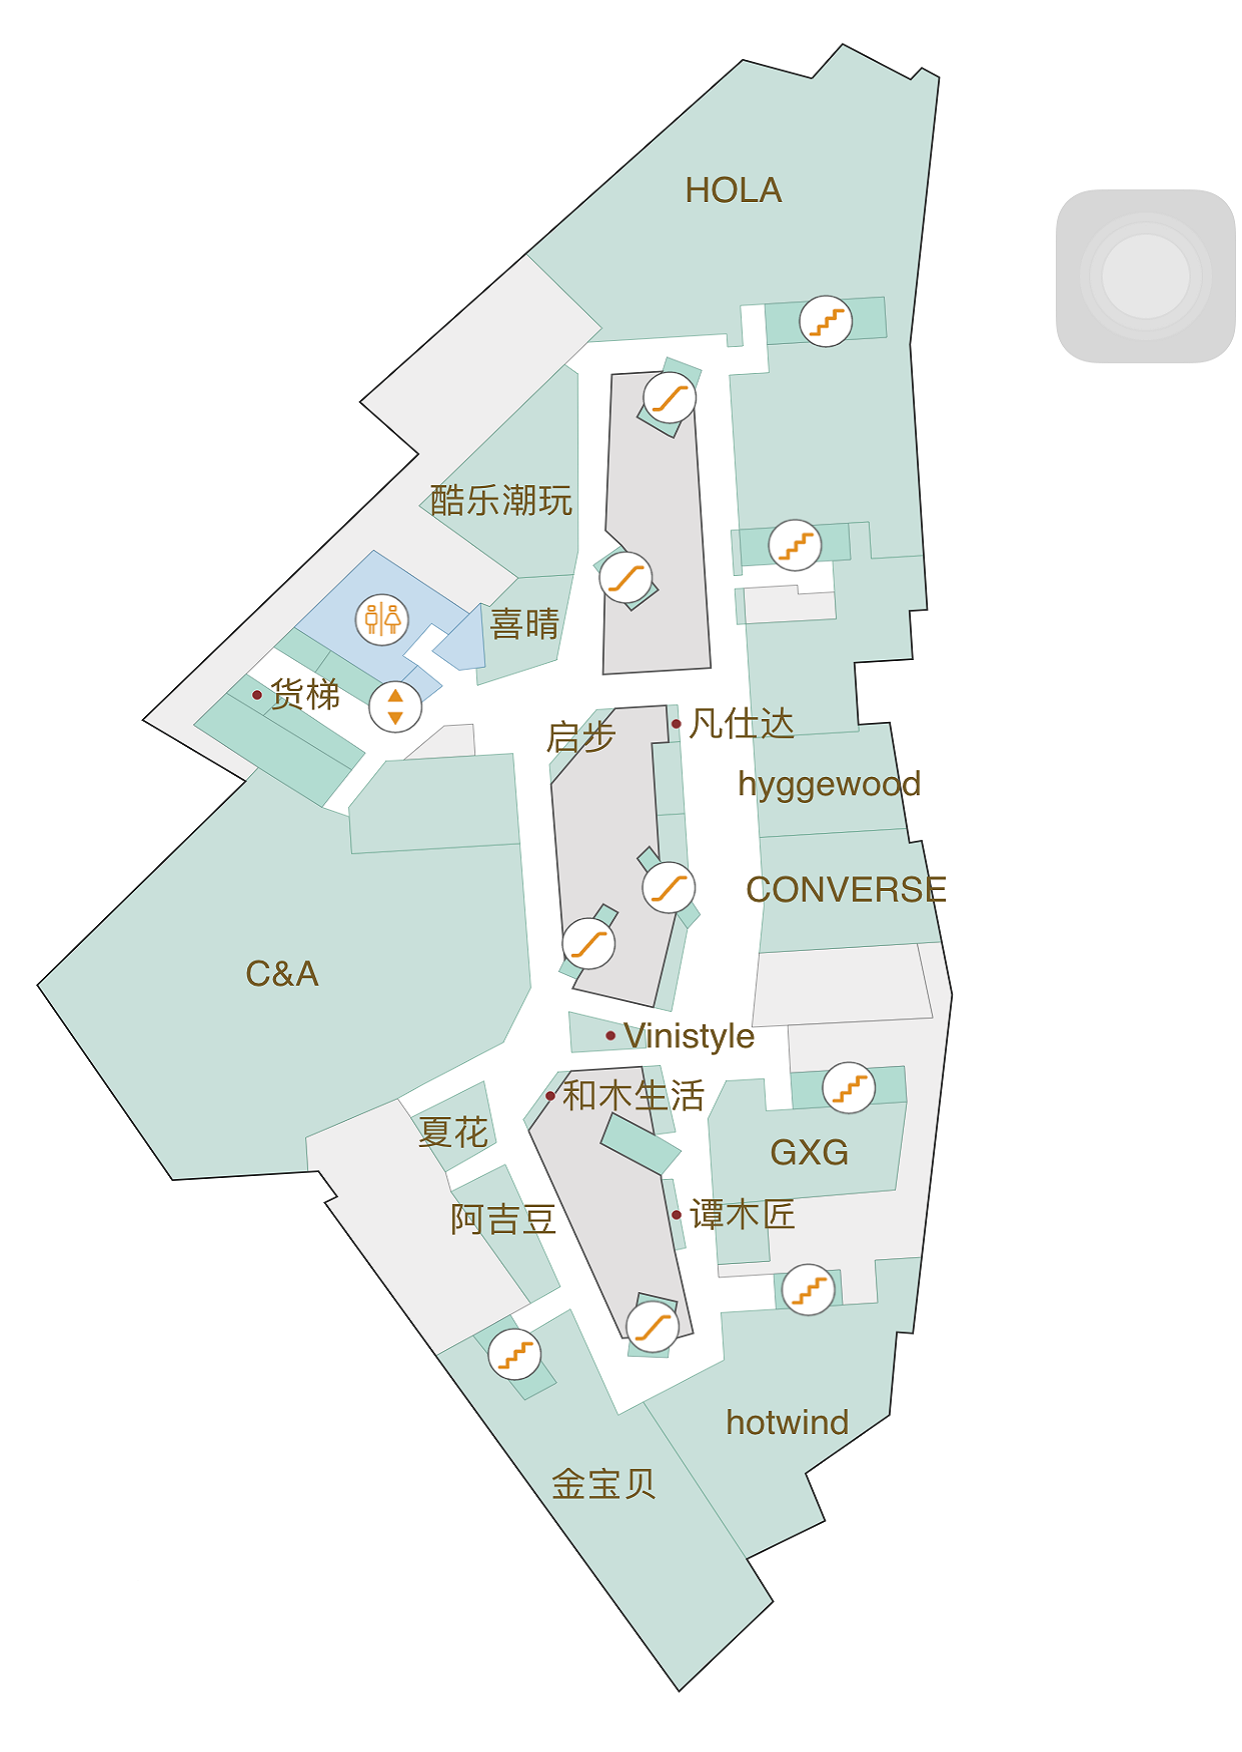 HOLA
酷乐潮玩
喜晴
货梯
启步
凡仕达
hyggewood
CONVERSE
C&A
Vinistyle
和木生活
夏花
GXG
阿吉豆
谭木匠
hotwind
金宝贝